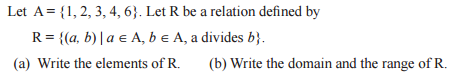 Let A = {1, 2, 3, 4, 6}. Let R be a relation defined by
R = {(a, b) | a ∈ A, b ∈ A, a divides b}.
(a) Write the elements of R. (b) Write the domain and the range of R.